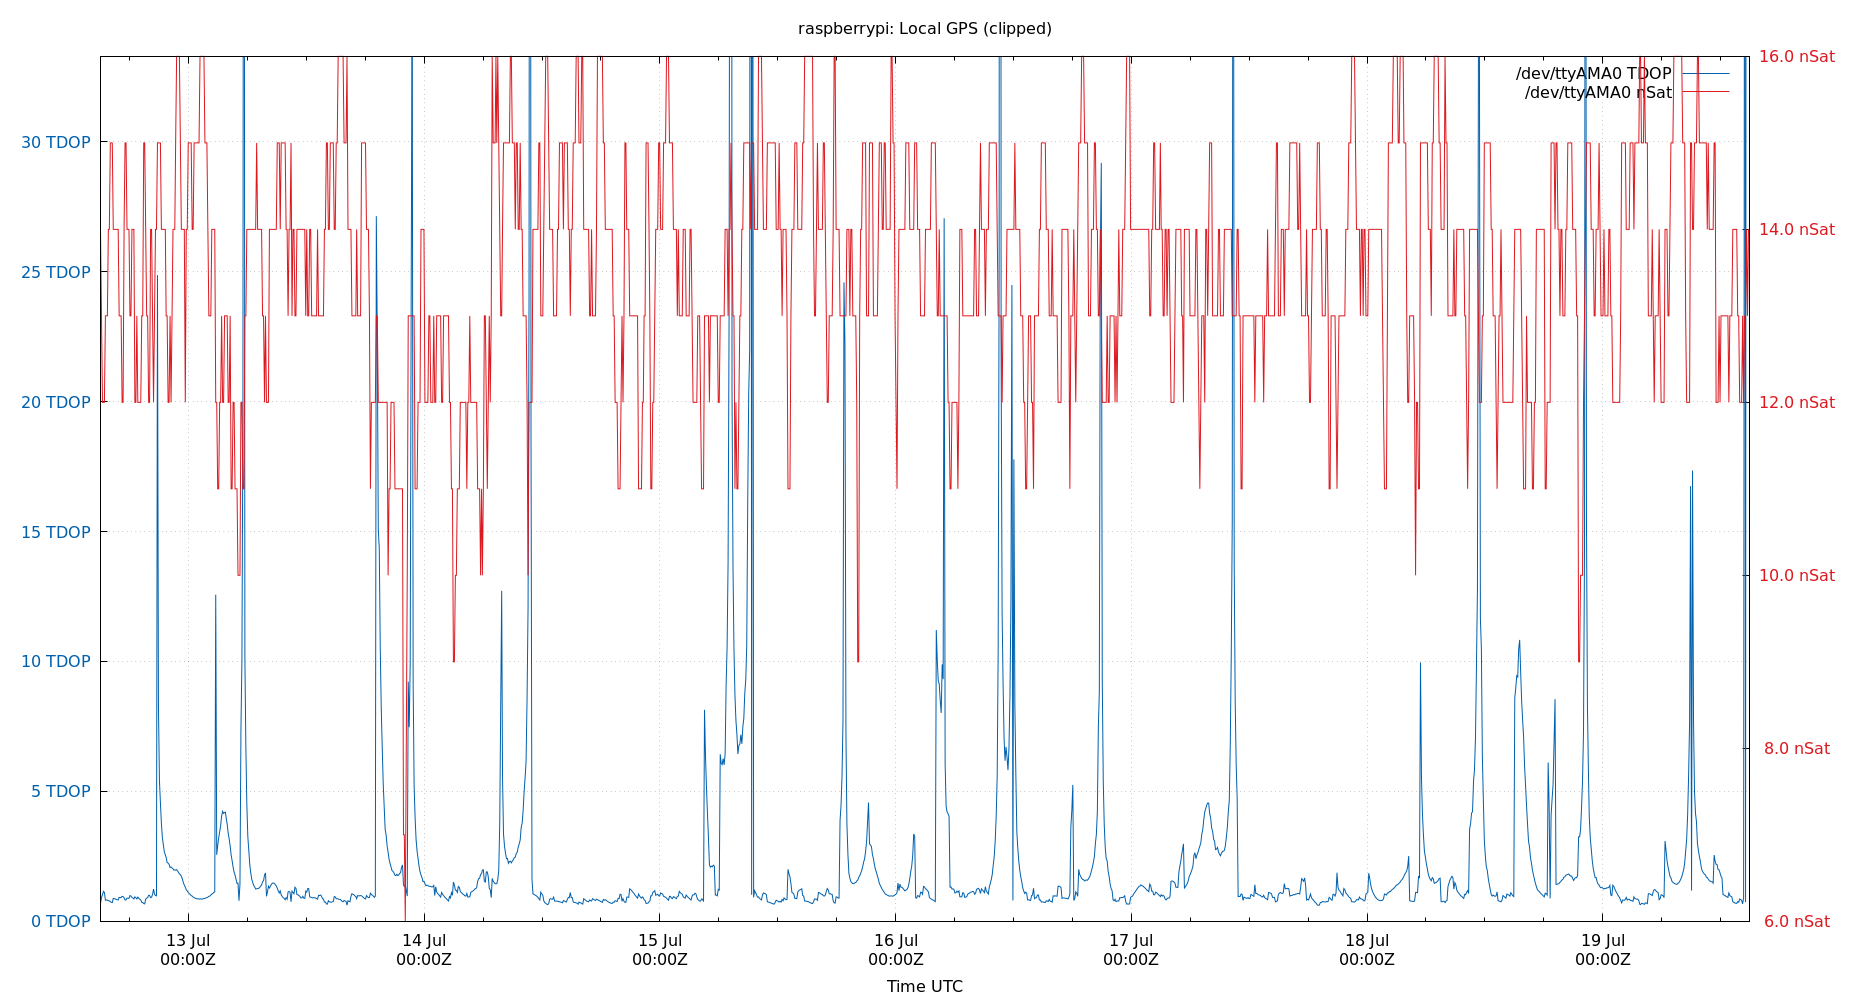 raspberrypi: Local GPS (clipped)
/dev/ttyAMA0 TDOP
/dev/ttyAMA0 nSat
30 TDOP
25 TDOP
20 TDOP
15 TDOP
10 TDOP
5 TDOP
0 TDOP
16.0 nSat
14.0 nSat
12.0 nSat
10.0 nSat
8.0 nSat
6.0 nSat
13 Jul
00:00Z
14 Jul
00:00Z
15 Jul
00:00Z
16 Jul
00:00Z
17 Jul
00:00Z
18 Jul
00:00Z
19 Jul
00:00Z
Time UTC